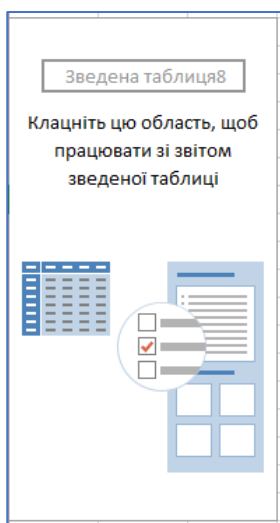 Зведена таблиця8
Клацніть цю область, щоб
працювати зі звітом
зведеної таблиці